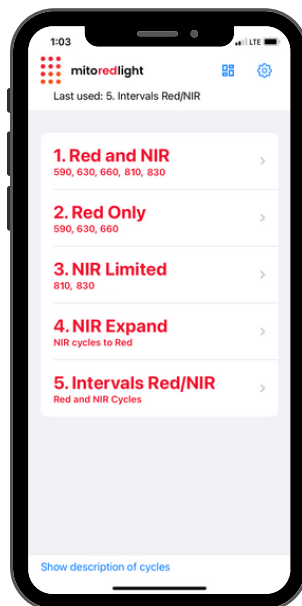 1:03
LTE
mitoredlight
Last used: 5. Intervals Red/NIR
1. Red and NIR
590, 630, 660, 810, 830
2. Red Only
590, 630, 660
3. NIR Limited
810, 830
4. NIR Expand
NIR cycles to Red
5. Intervals Red/NIR
Red and NIR Cycles
Show description of cycles